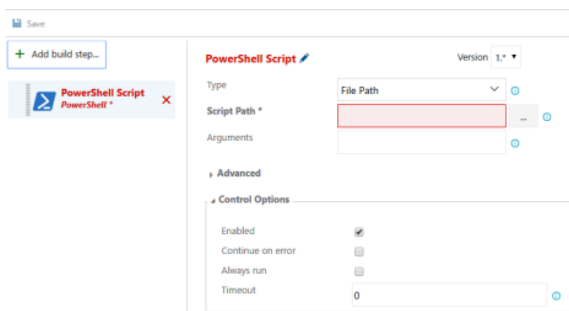 Save
+ Add build step...
PowerShell Script
PowerShell *
PowerShell Script
Version 1.*
Type
File Path
Script Path *
...
Arguments
Advanced
Control Options
Enabled
Continue on error
Always run
Timeout
0